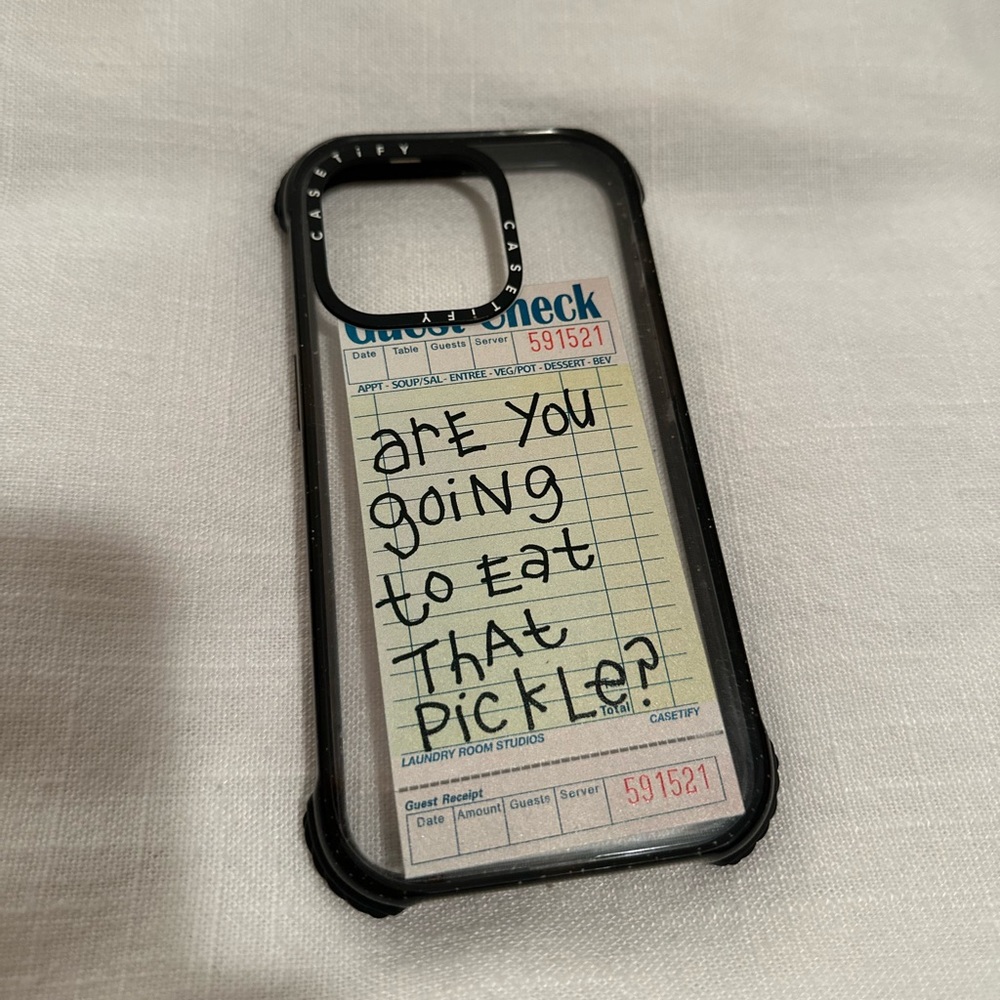 CASETiFY
CASETiFY
Guest Check
Date Table Guests Server 591521
APPT - SOUP/SAL - ENTREE - VEG/POT - DESSERT - BEV
arE You
goiNg
to Eat
ThAt
PickLe?
Total
LAUNDRY ROOM STUDIOS CASETIFY
Guest Receipt
Date Amount Guests Server 591521